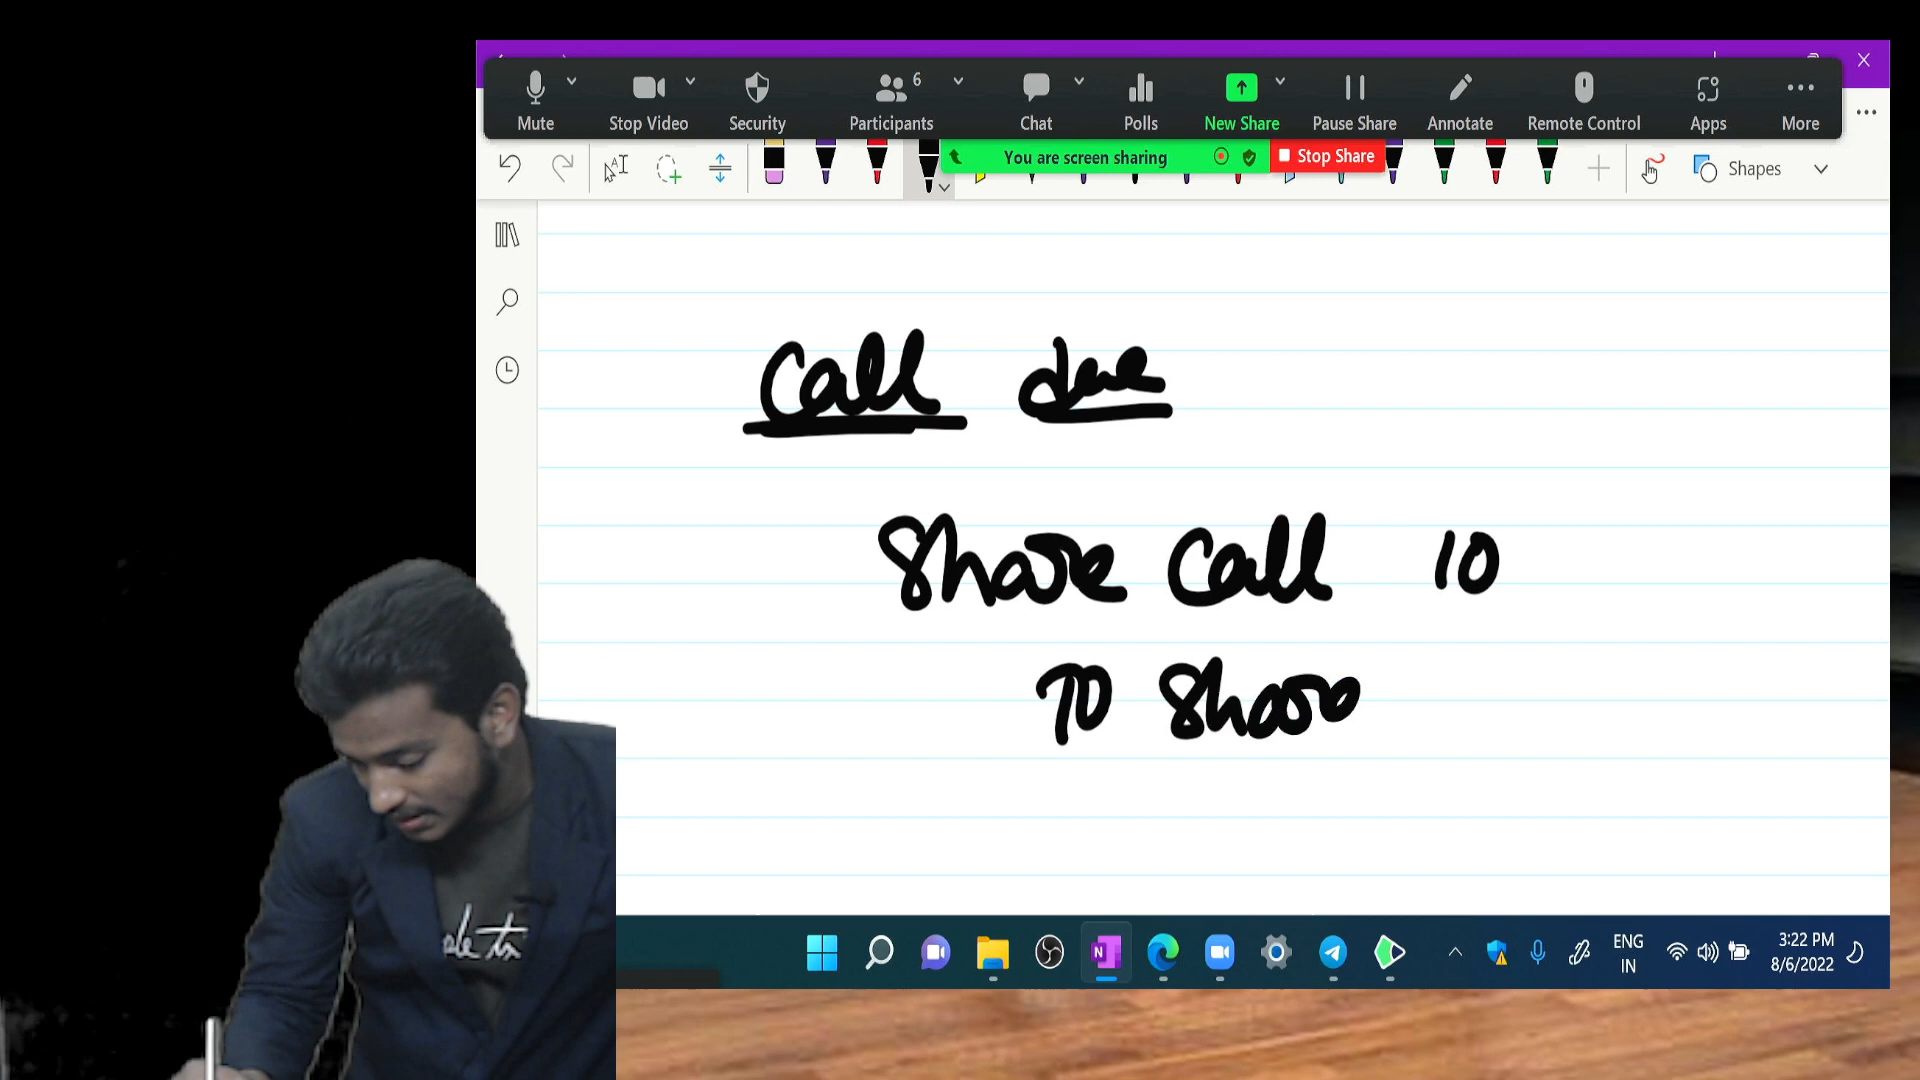 6
Mute
Stop Video
Security
Participants
Chat
Polls
New Share
Pause Share
Annotate
Remote Control
Apps
More
You are screen sharing
Stop Share
Shapes
Call due
Share Call 10
TO Share
ENG
IN
3:22 PM
8/6/2022